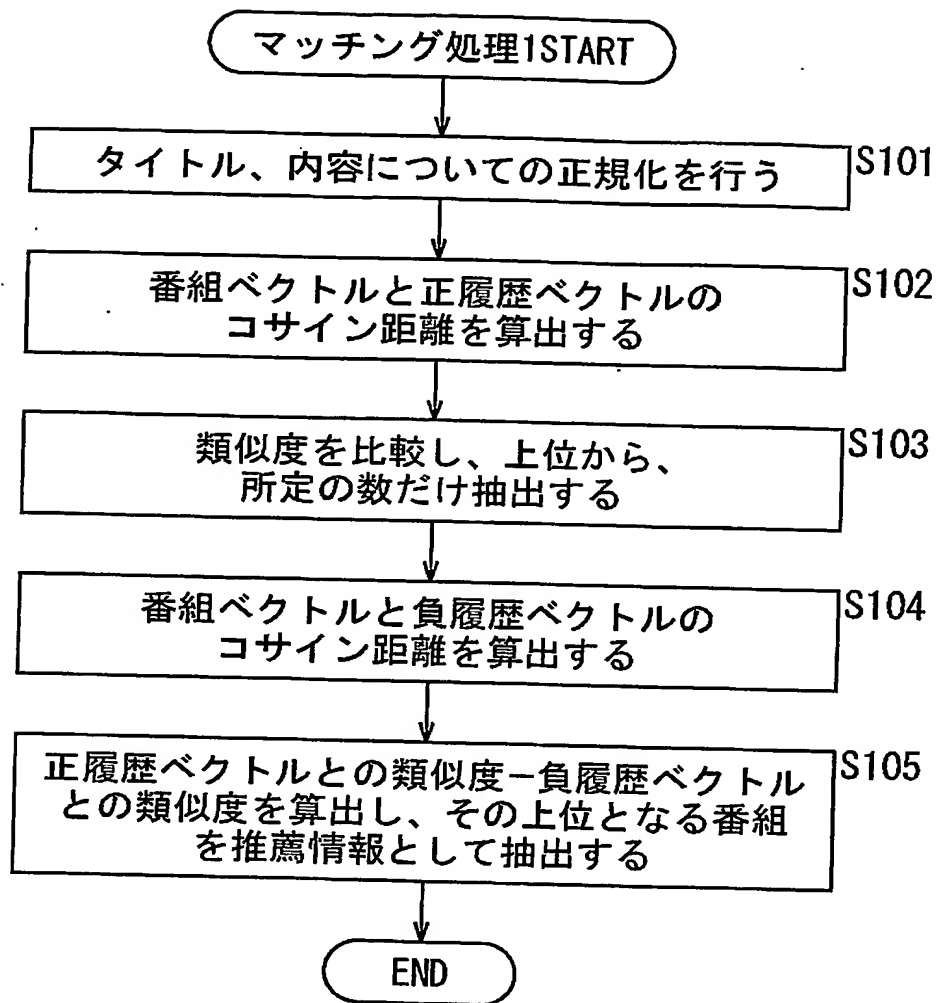 マッチング処理1START
タイトル、内容についての正規化を行う
S101
番組ベクトルと正履歴ベクトルの
コサイン距離を算出する
S102
類似度を比較し、上位から、
所定の数だけ抽出する
S103
番組ベクトルと負履歴ベクトルの
コサイン距離を算出する
S104
正履歴ベクトルとの類似度−負履歴ベクトル
との類似度を算出し、その上位となる番組
を推薦情報として抽出する
S105
END